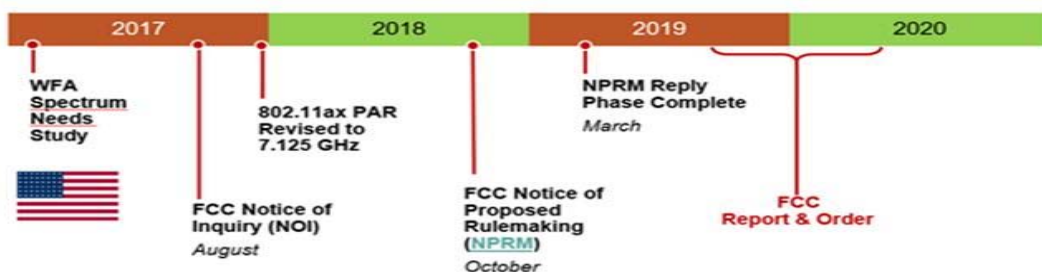 2017
2018
2019
2020
WFA
Spectrum
Needs
Study
FCC Notice of
Inquiry (NOI)
August
802.11ax PAR
Revised to
7.125 GHz
FCC Notice of
Proposed
Rulemaking
(NPRM)
October
NPRM Reply
Phase Complete
March
FCC
Report & Order